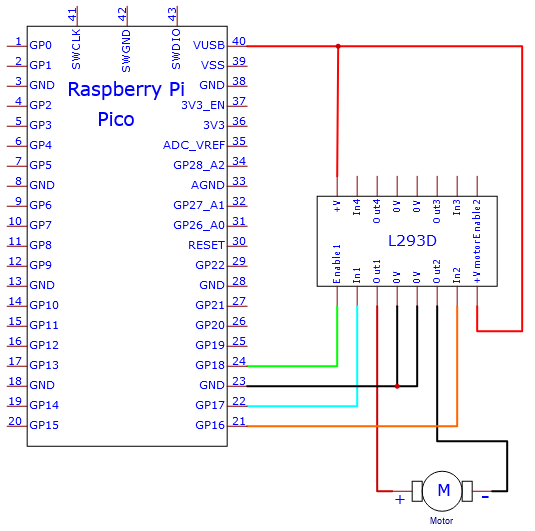 41
SWCLK
42
SWGND
43
SWDIO
Raspberry Pi
Pico
1 GP0
2 GP1
3 GND
4 GP2
5 GP3
6 GP4
7 GP5
8 GND
9 GP6
10 GP7
11 GP8
12 GP9
13 GND
14 GP10
15 GP11
16 GP12
17 GP13
18 GND
19 GP14
20 GP15
VUSB 40
VSS 39
GND 38
3V3_EN 37
3V3 36
ADC_VREF 35
GP28_A2 34
AGND 33
GP27_A1 32
GP26_A0 31
RESET 30
GP22 29
GND 28
GP21 27
GP20 26
GP19 25
GP18 24
GND 23
GP17 22
GP16 21
+V
In4
Out4
0V
0V
Out3
In3
Enable2
L293D
Enable1
In1
Out1
0V
0V
Out2
In2
+Vmotor
+
M
-
Motor